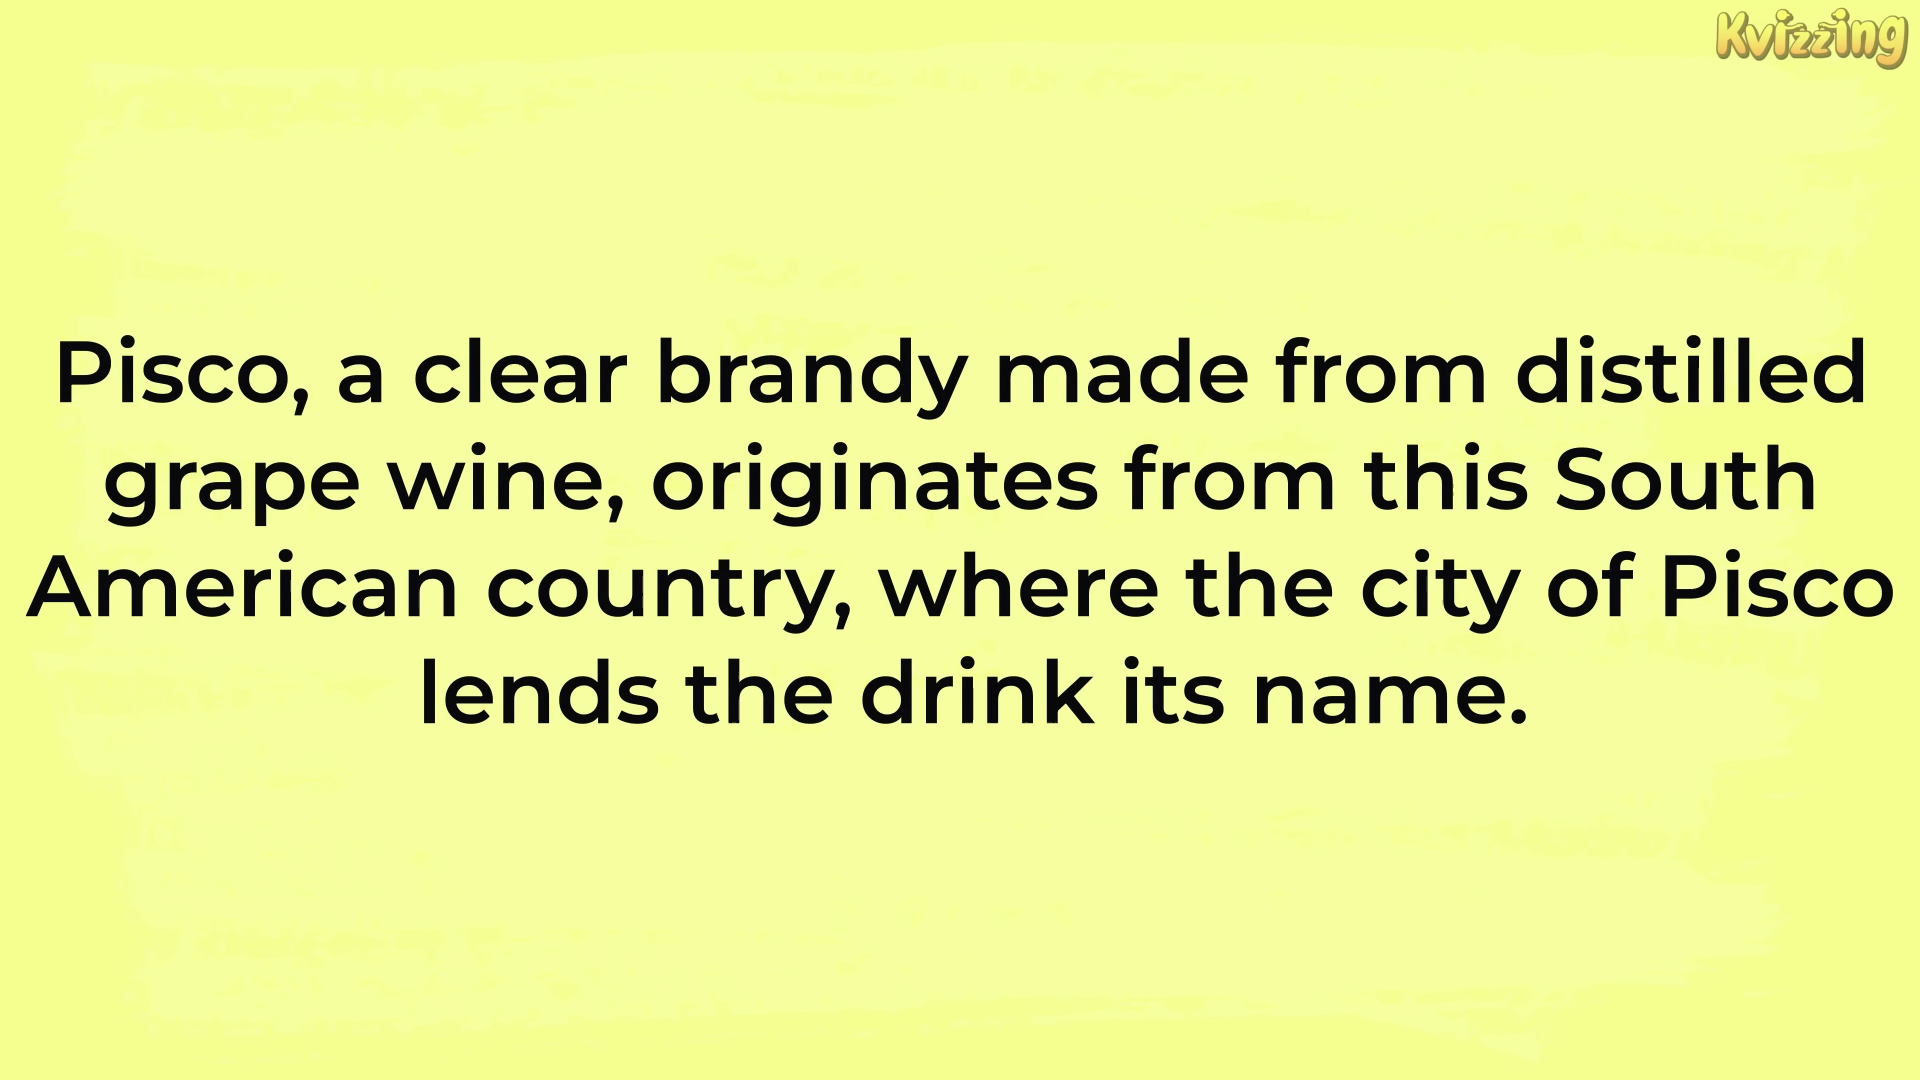 Kvizzing
Pisco, a clear brandy made from distilled
grape wine, originates from this South
American country, where the city of Pisco
lends the drink its name.